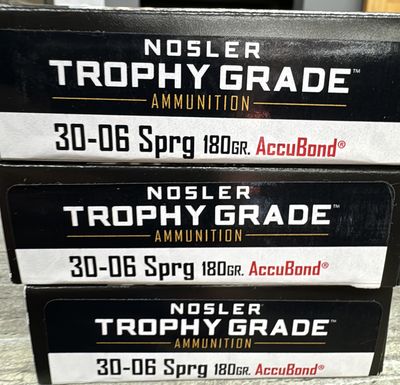 NOSLER
TROPHY GRADE™
AMMUNITION
30-06 Sprg 180GR. AccuBond®
NOSLER
TROPHY GRADE™
AMMUNITION
30-06 Sprg 180GR. AccuBond®
NOSLER
TROPHY GRADE™
AMMUNITION
30-06 Sprg 180GR. AccuBond®